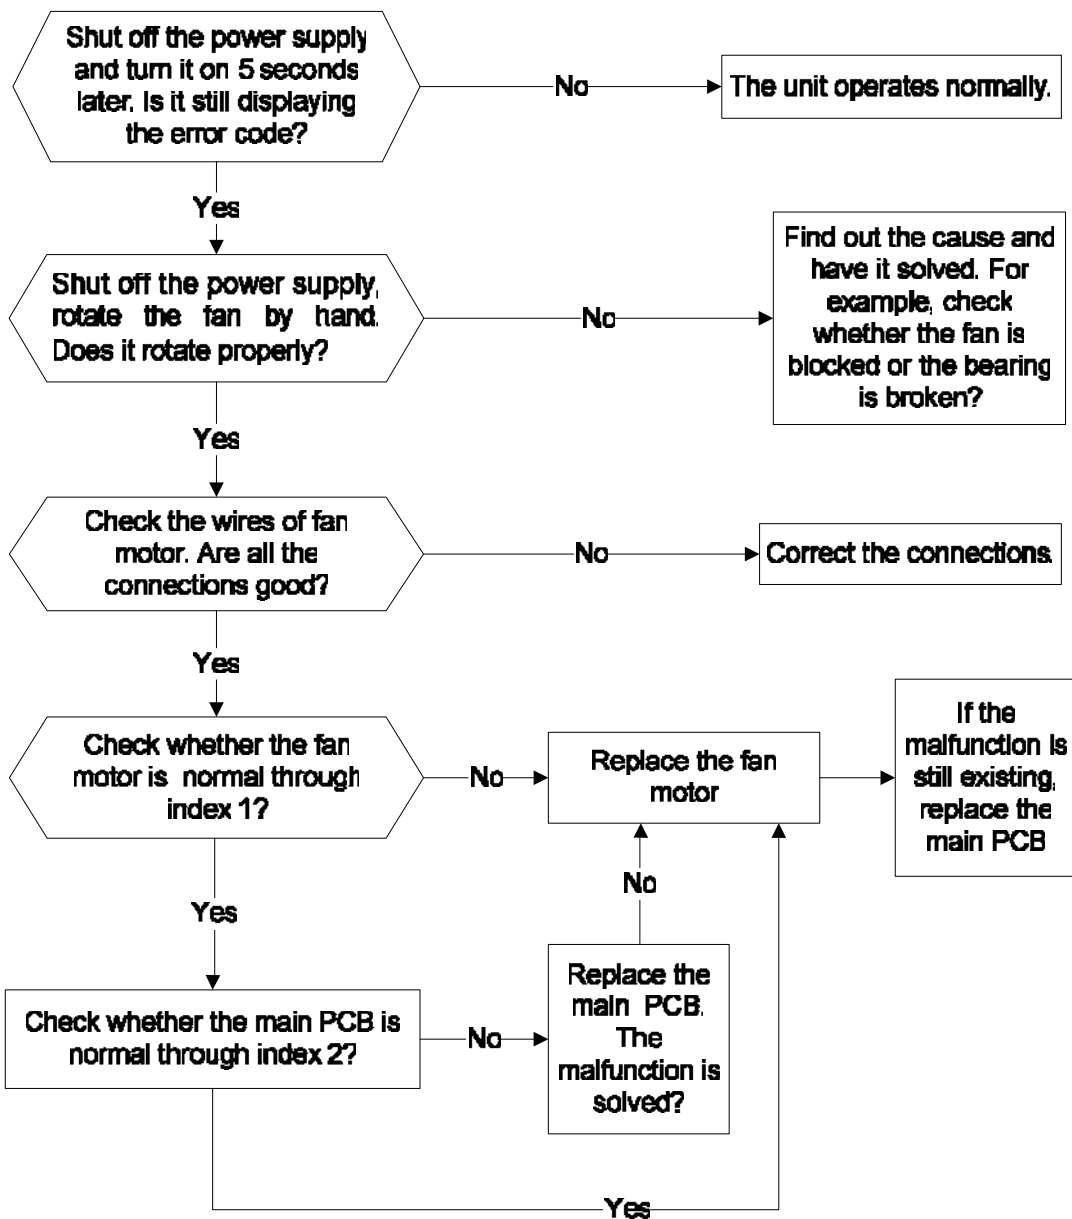 Shut off the power supply
and turn it on 5 seconds
later. Is it still displaying
the error code?
No
The unit operates normally.
Yes
Shut off the power supply,
rotate the fan by hand.
Does it rotate properly?
No
Find out the cause and
have it solved. For
example, check
whether the fan is
blocked or the bearing
is broken?
Yes
Check the wires of fan
motor. Are all the
connections good?
No
Correct the connections.
Yes
Check whether the fan
motor is normal through
index 1?
No
Replace the fan
motor
If the
malfunction is
still existing,
replace the
main PCB
Yes
No
Check whether the main PCB is
normal through index 2?
No
Replace the
main PCB.
The
malfunction is
solved?
Yes